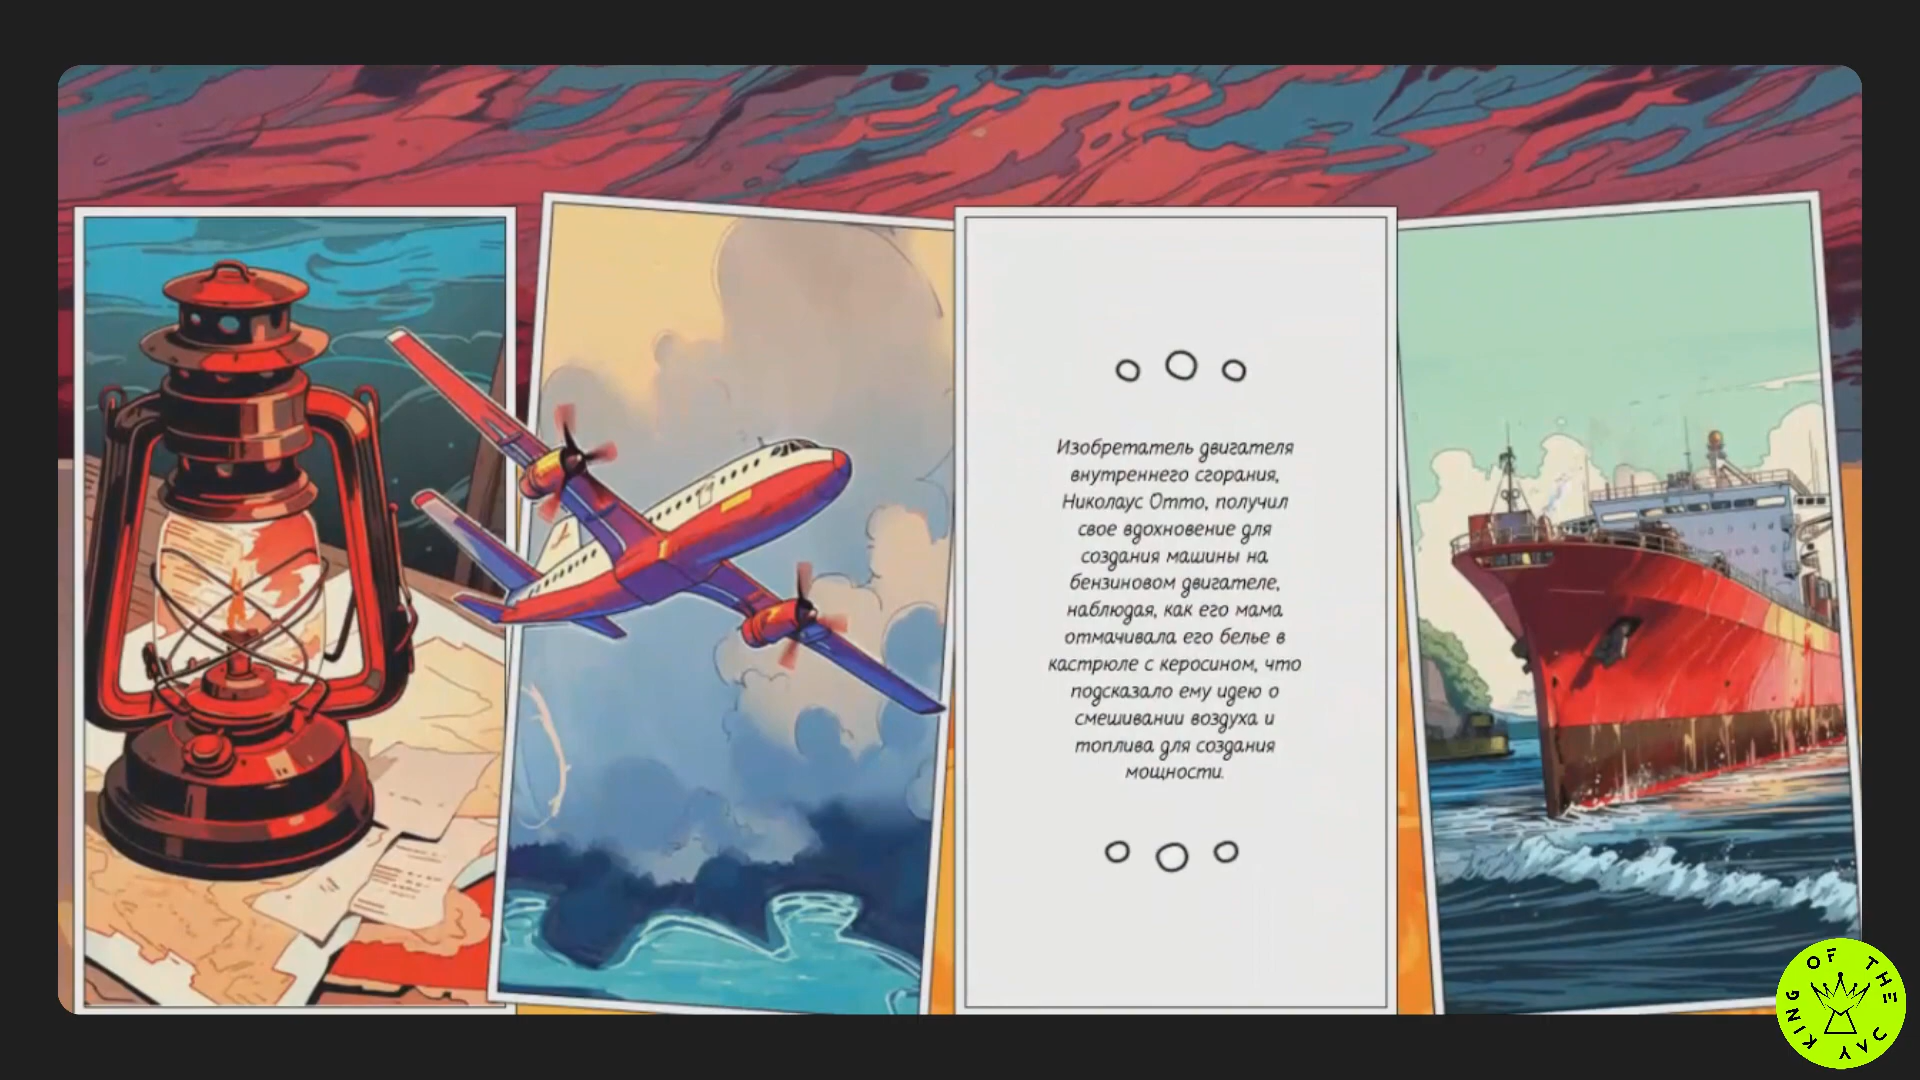 Изобретатель двигателя
внутреннего сгорания,
Николаус Отто, получил
свое вдохновение для
создания машины на
бензиновом двигателе,
наблюдая, как его мама
отмачивала его белье в
кастрюле с керосином, что
подсказало ему идею о
смешивании воздуха и
топлива для создания
мощности.
KING OF THE DAY